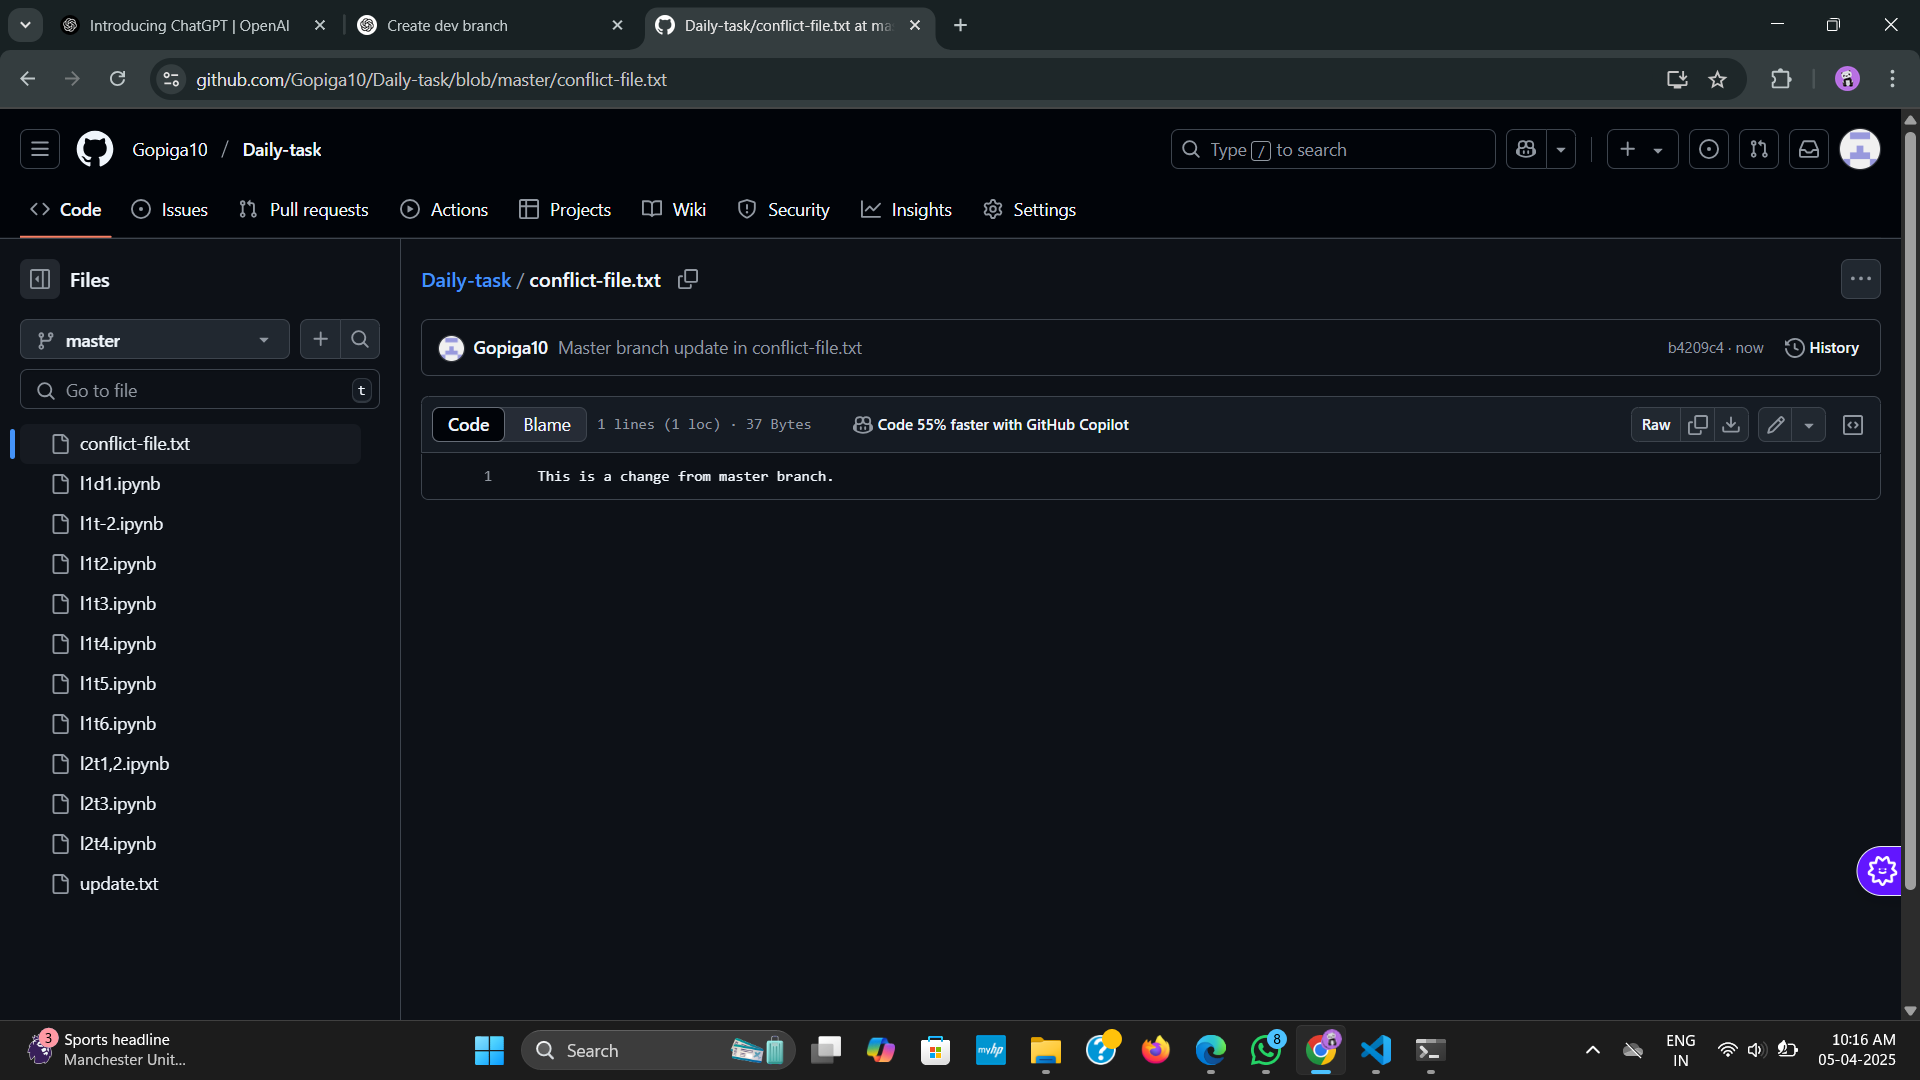 Introducing ChatGPT | OpenAI
Create dev branch
Daily-task/conflict-file.txt at ma
github.com/Gopiga10/Daily-task/blob/master/conflict-file.txt
Gopiga10 / Daily-task
Type / to search
Code
Issues
Pull requests
Actions
Projects
Wiki
Security
Insights
Settings
Files
master
Go to file
t
conflict-file.txt
l1d1.ipynb
l1t-2.ipynb
l1t2.ipynb
l1t3.ipynb
l1t4.ipynb
l1t5.ipynb
l1t6.ipynb
l2t1,2.ipynb
l2t3.ipynb
l2t4.ipynb
update.txt
Daily-task / conflict-file.txt
Gopiga10 Master branch update in conflict-file.txt
b4209c4 · now
History
Code
Blame
1 lines (1 loc) · 37 Bytes
Code 55% faster with GitHub Copilot
Raw
1 This is a change from master branch.
3
Sports headline
Manchester Unit...
Search
myhp
8
ENG
IN
10:16 AM
05-04-2025